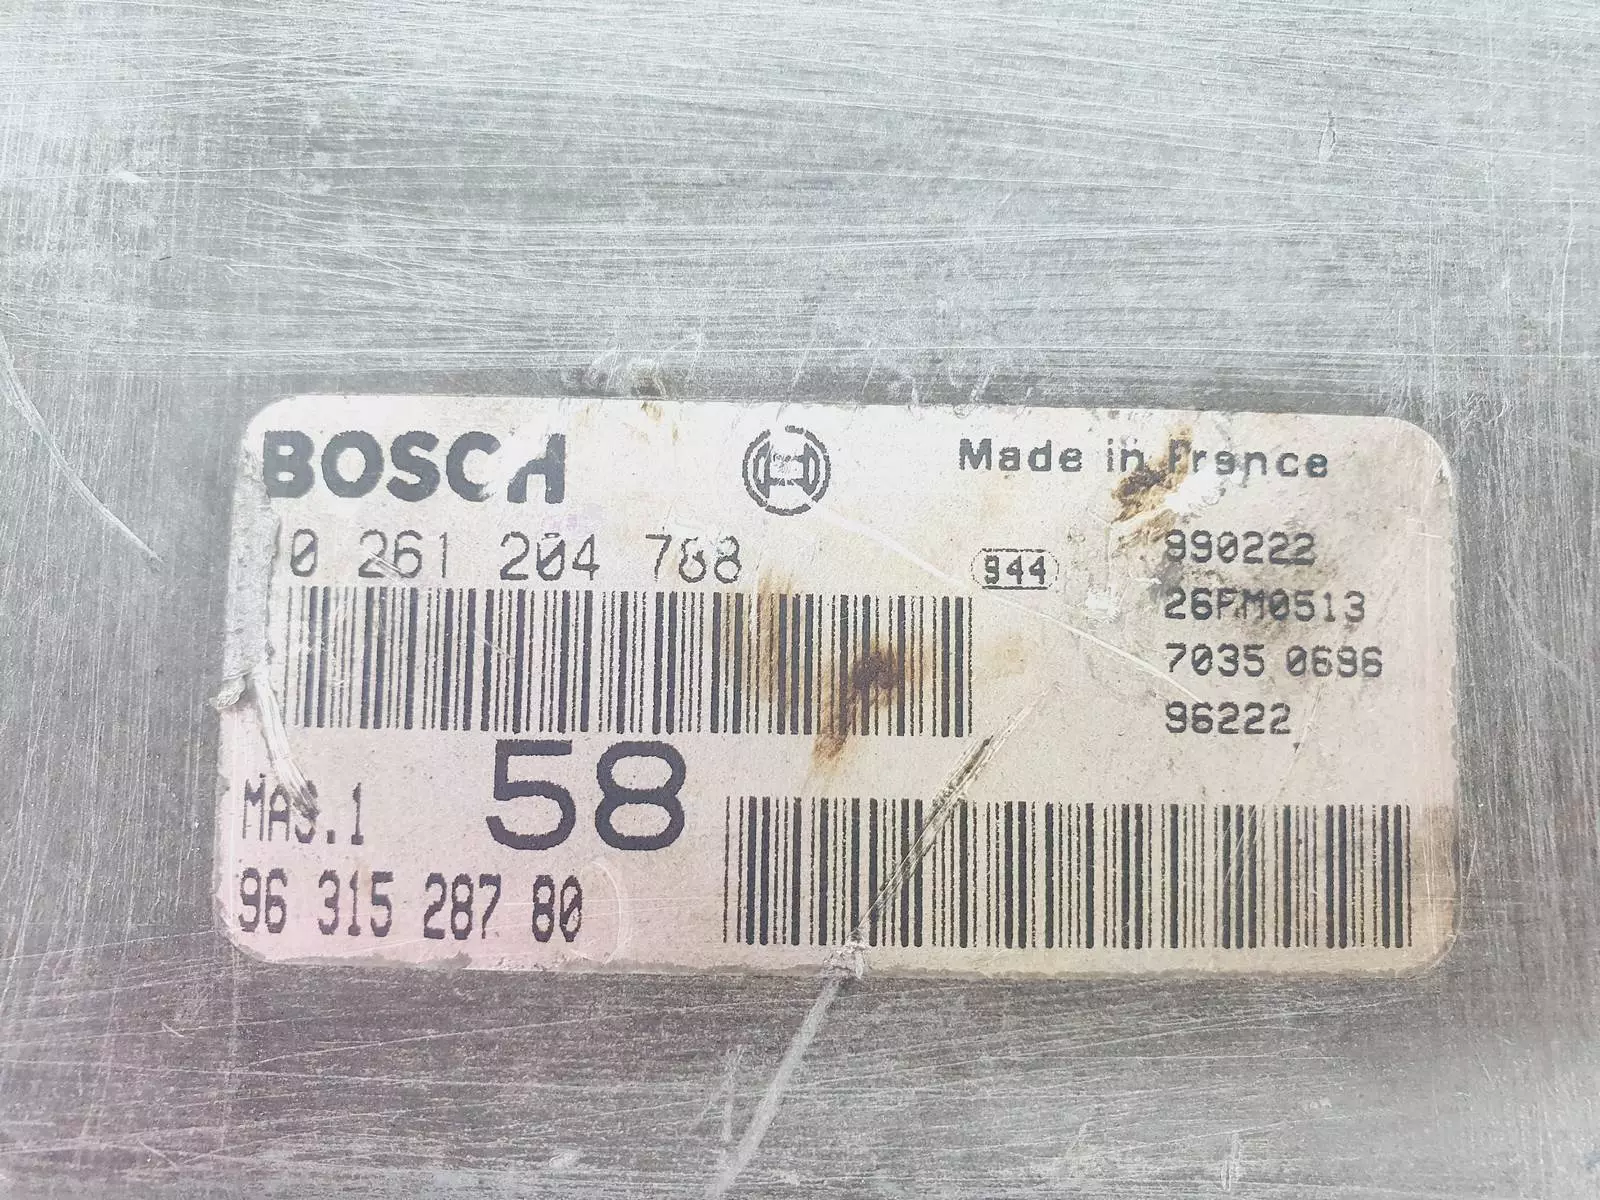 BOSCH
Made in France
0 261 204 788
944
990222
26FM0513
7035 0696
96222
MAS.1
58
96 315 287 80